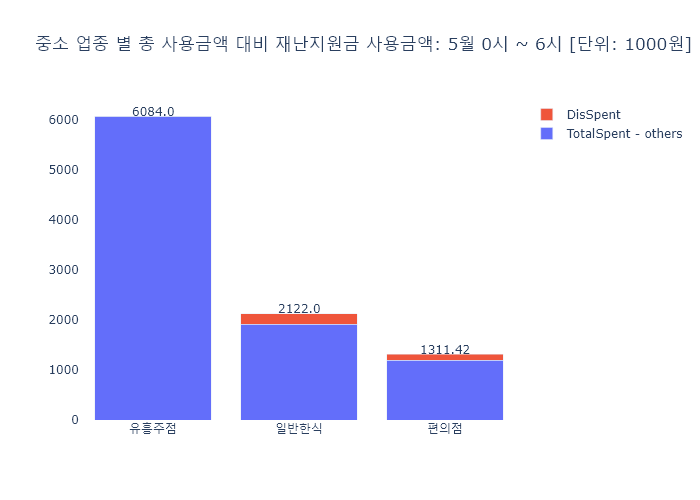 중소 업종 별 총 사용금액 대비 재난지원금 사용금액: 5월 0시 ~ 6시 [단위: 1000원]
DisSpent
TotalSpent - others
6000
5000
4000
3000
2000
1000
0
6084.0
2122.0
1311.42
유흥주점
일반한식
편의점